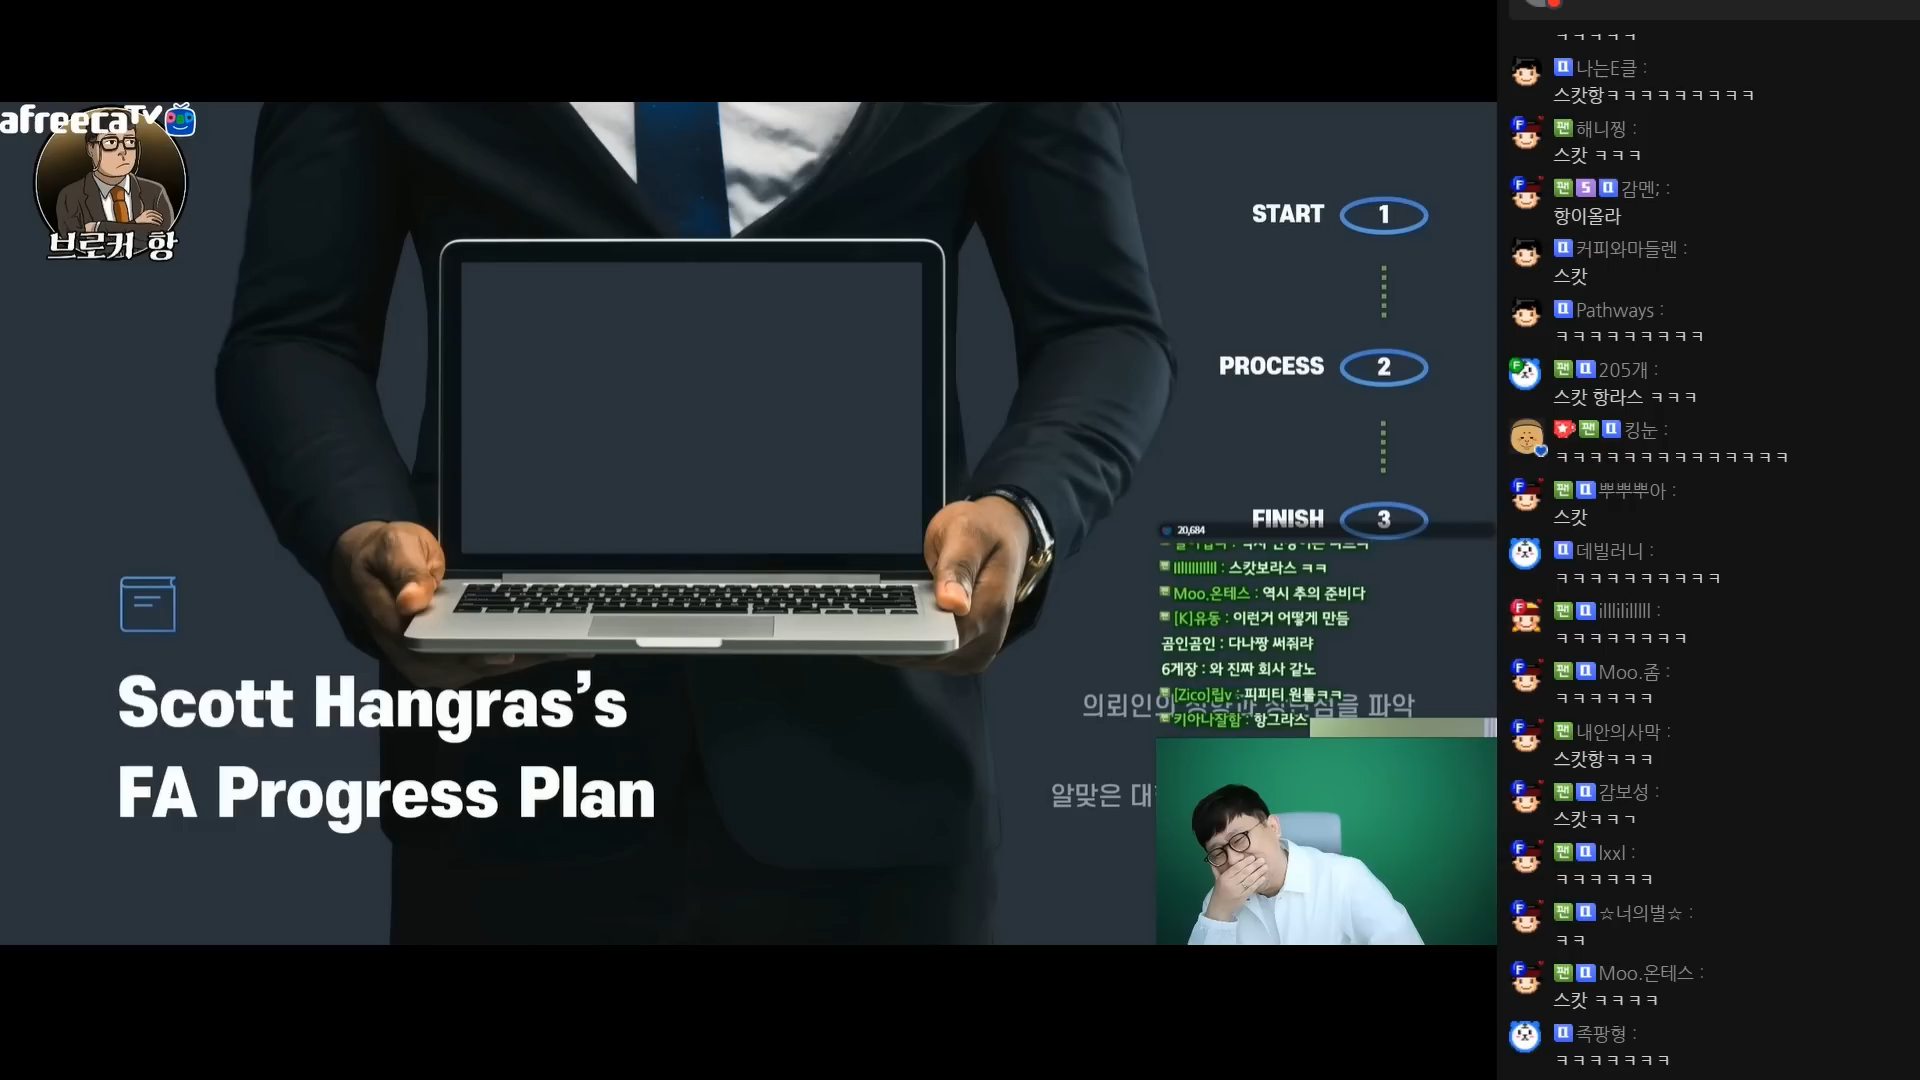 afreecaTV
브로커 항
START 1
PROCESS 2
FINISH 3
Scott Hangras's
FA Progress Plan
20,684
llllllllllll : 스캇보라스 ㅋㅋ
Moo.온테스 : 역시 추의 준비다
[K]유동 : 이런거 어떻게 만듬
곰인곰인 : 다나짱 써줘랴
6게장 : 와 진짜 회사 같노
[Zico]립v : 피피티 원툴ㅋㅋ
키아나잘함 : 항그라스
의뢰인의
을 파악
알맞은 대
ㅋㅋㅋㅋㅋ
나는E클 :
스캇항ㅋㅋㅋㅋㅋㅋㅋㅋㅋ
팬 해니찡 :
스캇 ㅋㅋㅋ
팬 S 감멘; :
항이올라
커피와마들렌 :
스캇
Pathways :
ㅋㅋㅋㅋㅋㅋㅋㅋㅋ
팬 205개 :
스캇 항라스 ㅋㅋㅋ
팬 킹눈 :
ㅋㅋㅋㅋㅋㅋㅋㅋㅋㅋㅋㅋㅋㅋ
팬 뿌뿌뿌아 :
스캇
데빌러니 :
ㅋㅋㅋㅋㅋㅋㅋㅋㅋㅋ
팬 illlilillll :
ㅋㅋㅋㅋㅋㅋㅋㅋ
팬 Moo.좀 :
ㅋㅋㅋㅋㅋㅋ
팬 내안의사막 :
스캇항ㅋㅋㅋ
팬 감보성 :
스캇ㅋㅋㄱ
팬 lxxl :
ㅋㅋㅋㅋㅋㅋ
팬 ☆너의별☆ :
ㅋㅋ
팬 Moo.온테스 :
스캇 ㅋㅋㅋㅋ
족팡형 :
ㅋㅋㅋㅋㅋㅋㅋ